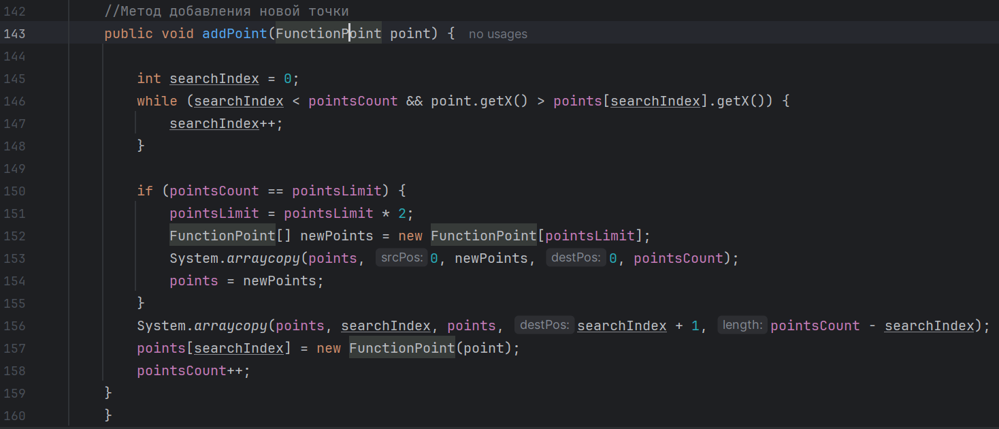 142 //Метод добавления новой точки
143 public void addPoint(FunctionPoint point) { no usages
144
145 int searchIndex = 0;
146 while (searchIndex < pointsCount && point.getX() > points[searchIndex].getX()) {
147 searchIndex++;
148 }
149
150 if (pointsCount == pointsLimit) {
151 pointsLimit = pointsLimit * 2;
152 FunctionPoint[] newPoints = new FunctionPoint[pointsLimit];
153 System.arraycopy(points, srcPos: 0, newPoints, destPos: 0, pointsCount);
154 points = newPoints;
155 }
156 System.arraycopy(points, searchIndex, points, destPos: searchIndex + 1, length: pointsCount - searchIndex);
157 points[searchIndex] = new FunctionPoint(point);
158 pointsCount++;
159 }
160 }